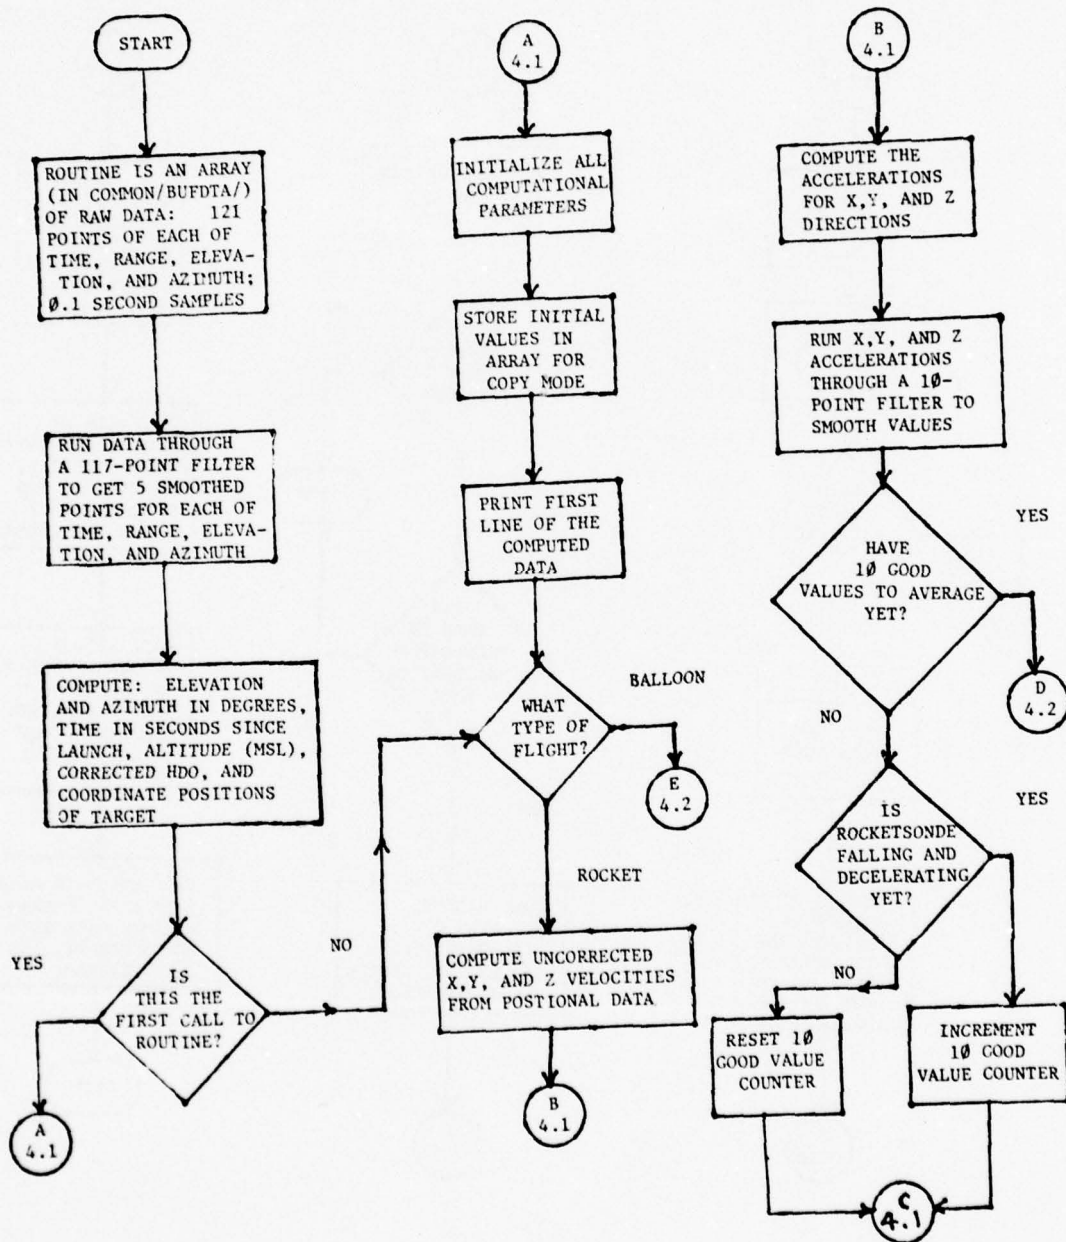 START
ROUTINE IS AN ARRAY
(IN COMMON/BUFDTA/)
OF RAW DATA: 121
POINTS OF EACH OF
TIME, RANGE, ELEVA-
TION, AND AZIMUTH;
Ø.1 SECOND SAMPLES
RUN DATA THROUGH
A 117-POINT FILTER
TO GET 5 SMOOTHED
POINTS FOR EACH OF
TIME, RANGE, ELEVA-
TION, AND AZIMUTH
COMPUTE: ELEVATION
AND AZIMUTH IN DEGREES,
TIME IN SECONDS SINCE
LAUNCH, ALTITUDE (MSL),
CORRECTED HDO, AND
COORDINATE POSITIONS
OF TARGET
YES
IS
THIS THE
FIRST CALL TO
ROUTINE?
NO
A
4.1
A
4.1
INITIALIZE ALL
COMPUTATIONAL
PARAMETERS
STORE INITIAL
VALUES IN
ARRAY FOR
COPY MODE
PRINT FIRST
LINE OF THE
COMPUTED
DATA
WHAT
TYPE OF
FLIGHT?
BALLOON
E
4.2
ROCKET
COMPUTE UNCORRECTED
X,Y, AND Z VELOCITIES
FROM POSTIONAL DATA
B
4.1
B
4.1
COMPUTE THE
ACCELERATIONS
FOR X,Y, AND Z
DIRECTIONS
RUN X,Y, AND Z
ACCELERATIONS
THROUGH A 1Ø-
POINT FILTER TO
SMOOTH VALUES
HAVE
1Ø GOOD
VALUES TO AVERAGE
YET?
YES
D
4.2
NO
IS
ROCKETSONDE
FALLING AND
DECELERATING
YET?
YES
NO
RESET 1Ø
GOOD VALUE
COUNTER
INCREMENT
1Ø GOOD
VALUE COUNTER
C
4.1